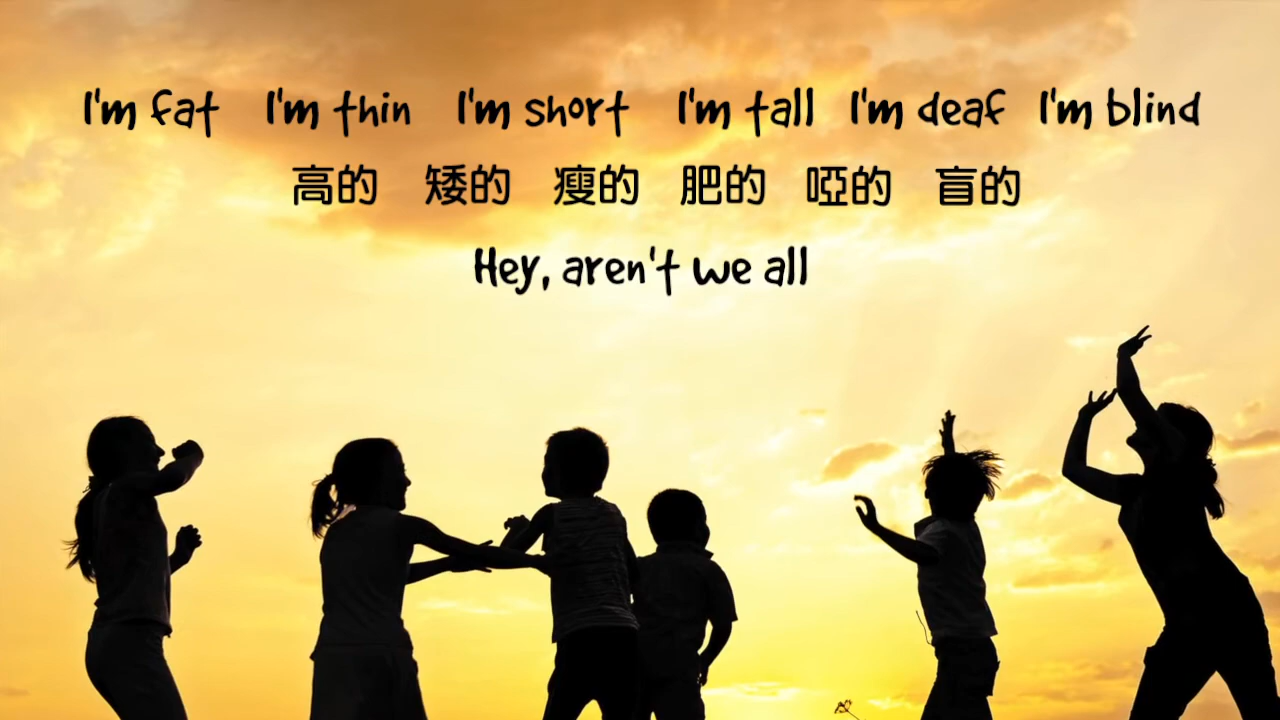 I'm fat I'm thin I'm short I'm tall I'm deaf I'm blind
高的 矮的 瘦的 肥的 啞的 盲的
Hey, aren't we all